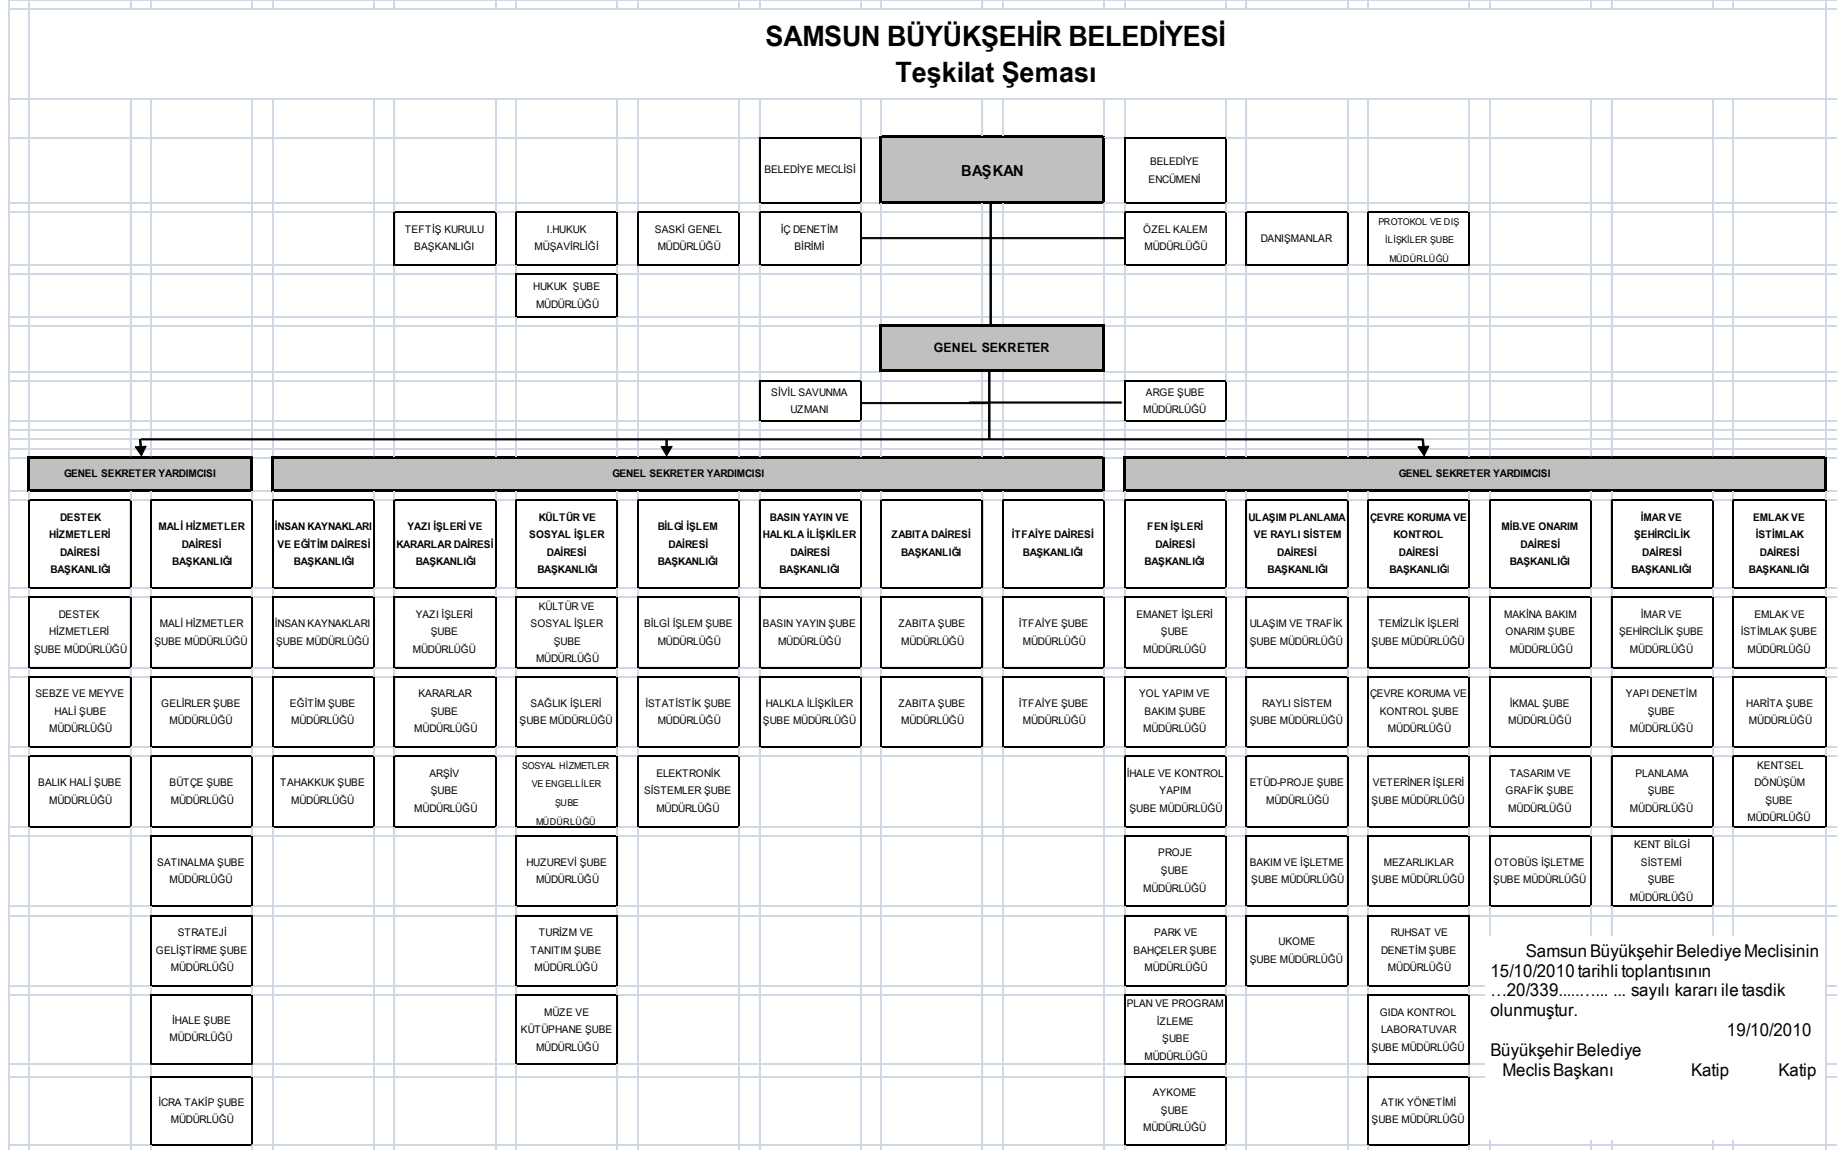 SAMSUN BÜYÜKŞEHİR BELEDİYESİ
Teşkilat Şeması
BELEDİYE MECLİSİ
BAŞKAN
BELEDİYE
ENCÜMENİ
TEFTİŞ KURULU
BAŞKANLIĞI
I.HUKUK
MÜŞAVİRLİĞİ
SASKİ GENEL
MÜDÜRLÜĞÜ
İÇ DENETİM
BİRİMİ
ÖZEL KALEM
MÜDÜRLÜĞÜ
DANIŞMANLAR
PROTOKOL VE DIŞ
İLİŞKİLER ŞUBE
MÜDÜRLÜĞÜ
HUKUK ŞUBE
MÜDÜRLÜĞÜ
GENEL SEKRETER
SİVİL SAVUNMA
UZMANI
ARGE ŞUBE
MÜDÜRLÜĞÜ
GENEL SEKRETER YARDIMCISI
GENEL SEKRETER YARDIMCISI
GENEL SEKRETER YARDIMCISI
DESTEK
HİZMETLERİ
DAİRESİ
BAŞKANLIĞI
MALİ HİZMETLER
DAİRESİ
BAŞKANLIĞI
İNSAN KAYNAKLARI
VE EĞİTİM DAİRESİ
BAŞKANLIĞI
YAZI İŞLERİ VE
KARARLAR DAİRESİ
BAŞKANLIĞI
KÜLTÜR VE
SOSYAL İŞLER
DAİRESİ
BAŞKANLIĞI
BİLGİ İŞLEM
DAİRESİ
BAŞKANLIĞI
BASIN YAYIN VE
HALKLA İLİŞKİLER
DAİRESİ
BAŞKANLIĞI
ZABITA DAİRESİ
BAŞKANLIĞI
İTFAİYE DAİRESİ
BAŞKANLIĞI
FEN İŞLERİ
DAİRESİ
BAŞKANLIĞI
ULAŞIM PLANLAMA
VE RAYLI SİSTEM
DAİRESİ
BAŞKANLIĞI
ÇEVRE KORUMA VE
KONTROL
DAİRESİ
BAŞKANLIĞI
MİB.VE ONARIM
DAİRESİ
BAŞKANLIĞI
İMAR VE
ŞEHİRCİLİK
DAİRESİ
BAŞKANLIĞI
EMLAK VE
İSTİMLAK
DAİRESİ
BAŞKANLIĞI
DESTEK
HİZMETLERİ
ŞUBE MÜDÜRLÜĞÜ
MALİ HİZMETLER
ŞUBE MÜDÜRLÜĞÜ
İNSAN KAYNAKLARI
ŞUBE MÜDÜRLÜĞÜ
YAZI İŞLERİ
ŞUBE
MÜDÜRLÜĞÜ
KÜLTÜR VE
SOSYAL İŞLER
ŞUBE
MÜDÜRLÜĞÜ
BİLGİ İŞLEM ŞUBE
MÜDÜRLÜĞÜ
BASIN YAYIN ŞUBE
MÜDÜRLÜĞÜ
ZABITA ŞUBE
MÜDÜRLÜĞÜ
İTFAİYE ŞUBE
MÜDÜRLÜĞÜ
EMANET İŞLERİ
ŞUBE
MÜDÜRLÜĞÜ
ULAŞIM VE TRAFİK
ŞUBE MÜDÜRLÜĞÜ
TEMİZLİK İŞLERİ
ŞUBE MÜDÜRLÜĞÜ
MAKİNA BAKIM
ONARIM ŞUBE
MÜDÜRLÜĞÜ
İMAR VE
ŞEHİRCİLİK ŞUBE
MÜDÜRLÜĞÜ
EMLAK VE
İSTİMLAK ŞUBE
MÜDÜRLÜĞÜ
SEBZE VE MEYVE
HALİ ŞUBE
MÜDÜRLÜĞÜ
GELİRLER ŞUBE
MÜDÜRLÜĞÜ
EĞİTİM ŞUBE
MÜDÜRLÜĞÜ
KARARLAR
ŞUBE
MÜDÜRLÜĞÜ
SAĞLIK İŞLERİ
ŞUBE MÜDÜRLÜĞÜ
İSTATİSTİK ŞUBE
MÜDÜRLÜĞÜ
HALKLA İLİŞKİLER
ŞUBE MÜDÜRLÜĞÜ
ZABITA ŞUBE
MÜDÜRLÜĞÜ
İTFAİYE ŞUBE
MÜDÜRLÜĞÜ
YOL YAPIM VE
BAKIM ŞUBE
MÜDÜRLÜĞÜ
RAYLI SİSTEM
ŞUBE MÜDÜRLÜĞÜ
ÇEVRE KORUMA VE
KONTROL ŞUBE
MÜDÜRLÜĞÜ
İKMAL ŞUBE
MÜDÜRLÜĞÜ
YAPI DENETİM
ŞUBE
MÜDÜRLÜĞÜ
HARİTA ŞUBE
MÜDÜRLÜĞÜ
BALIK HALİ ŞUBE
MÜDÜRLÜĞÜ
BÜTÇE ŞUBE
MÜDÜRLÜĞÜ
TAHAKKUK ŞUBE
MÜDÜRLÜĞÜ
ARŞİV
ŞUBE
MÜDÜRLÜĞÜ
SOSYAL HİZMETLER
VE ENGELLİLER
ŞUBE
MÜDÜRLÜĞÜ
ELEKTRONİK
SİSTEMLER ŞUBE
MÜDÜRLÜĞÜ
İHALE VE KONTROL
YAPIM
ŞUBE MÜDÜRLÜĞÜ
ETÜD-PROJE ŞUBE
MÜDÜRLÜĞÜ
VETERİNER İŞLERİ
ŞUBE MÜDÜRLÜĞÜ
TASARIM VE
GRAFİK ŞUBE
MÜDÜRLÜĞÜ
PLANLAMA
ŞUBE
MÜDÜRLÜĞÜ
KENTSEL
DÖNÜŞÜM
ŞUBE
MÜDÜRLÜĞÜ
SATINALMA ŞUBE
MÜDÜRLÜĞÜ
HUZUREVİ ŞUBE
MÜDÜRLÜĞÜ
PROJE
ŞUBE
MÜDÜRLÜĞÜ
BAKIM VE İŞLETME
ŞUBE MÜDÜRLÜĞÜ
MEZARLIKLAR
ŞUBE MÜDÜRLÜĞÜ
OTOBÜS İŞLETME
ŞUBE MÜDÜRLÜĞÜ
KENT BİLGİ
SİSTEMİ
ŞUBE
MÜDÜRLÜĞÜ
STRATEJİ
GELİŞTİRME ŞUBE
MÜDÜRLÜĞÜ
TURİZM VE
TANITIM ŞUBE
MÜDÜRLÜĞÜ
PARK VE
BAHÇELER ŞUBE
MÜDÜRLÜĞÜ
UKOME
ŞUBE MÜDÜRLÜĞÜ
RUHSAT VE
DENETİM ŞUBE
MÜDÜRLÜĞÜ
İHALE ŞUBE
MÜDÜRLÜĞÜ
MÜZE VE
KÜTÜPHANE ŞUBE
MÜDÜRLÜĞÜ
PLAN VE PROGRAM
İZLEME
ŞUBE
MÜDÜRLÜĞÜ
GIDA KONTROL
LABORATUVAR
ŞUBE MÜDÜRLÜĞÜ
İCRA TAKİP ŞUBE
MÜDÜRLÜĞÜ
AYKOME
ŞUBE
MÜDÜRLÜĞÜ
ATIK YÖNETİMİ
ŞUBE MÜDÜRLÜĞÜ
Samsun Büyükşehir Belediye Meclisinin
15/10/2010 tarihli toplantısının
…20/339........... ... sayılı kararı ile tasdik
olunmuştur.
19/10/2010
Büyükşehir Belediye
Meclis Başkanı Katip Katip